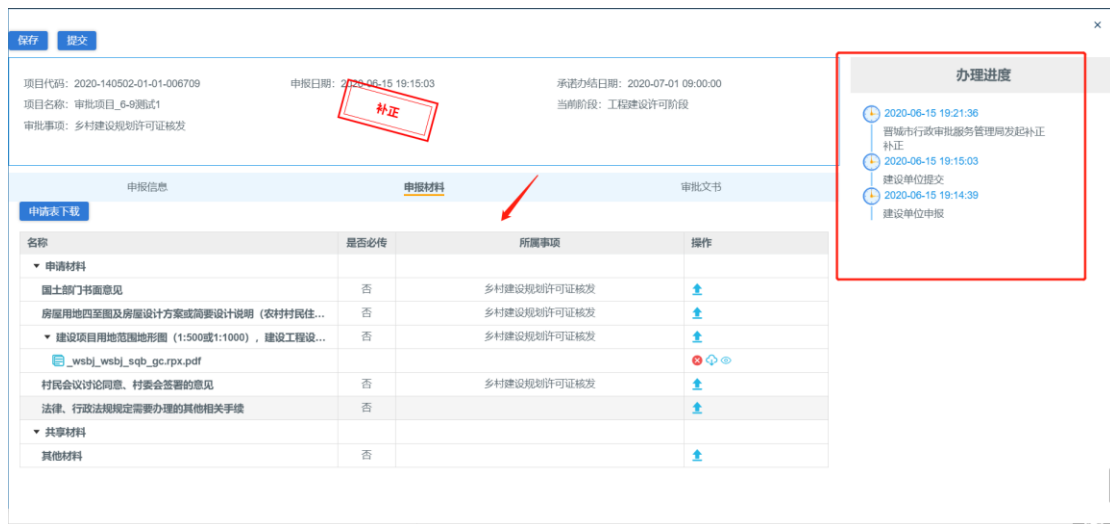 ×
保存 提交
项目代码：2020-140502-01-01-006709 申报日期：2020-06-15 19:15:03 承诺办结日期：2020-07-01 09:00:00
项目名称：审批项目_6-9测试1 当前阶段：工程建设许可阶段
审批事项：乡村建设规划许可证核发
补正
申报信息 申报材料 审批文书
申请表下载
名称 是否必传 所属事项 操作
申请材料
国土部门书面意见 否 乡村建设规划许可证核发
房屋用地四至图及房屋设计方案或简要设计说明（农村村民住... 否 乡村建设规划许可证核发
建设项目用地范围地形图（1:500或1:1000），建设工程设... 否 乡村建设规划许可证核发
_wsbj_wsbj_sqb_gc.rpx.pdf
村民会议讨论同意、村委会签署的意见 否 乡村建设规划许可证核发
法律、行政法规规定需要办理的其他相关手续 否
共享材料
其他材料 否
办理进度
2020-06-15 19:21:36
晋城市行政审批服务管理局发起补正
补正
2020-06-15 19:15:03
建设单位提交
2020-06-15 19:14:39
建设单位申报